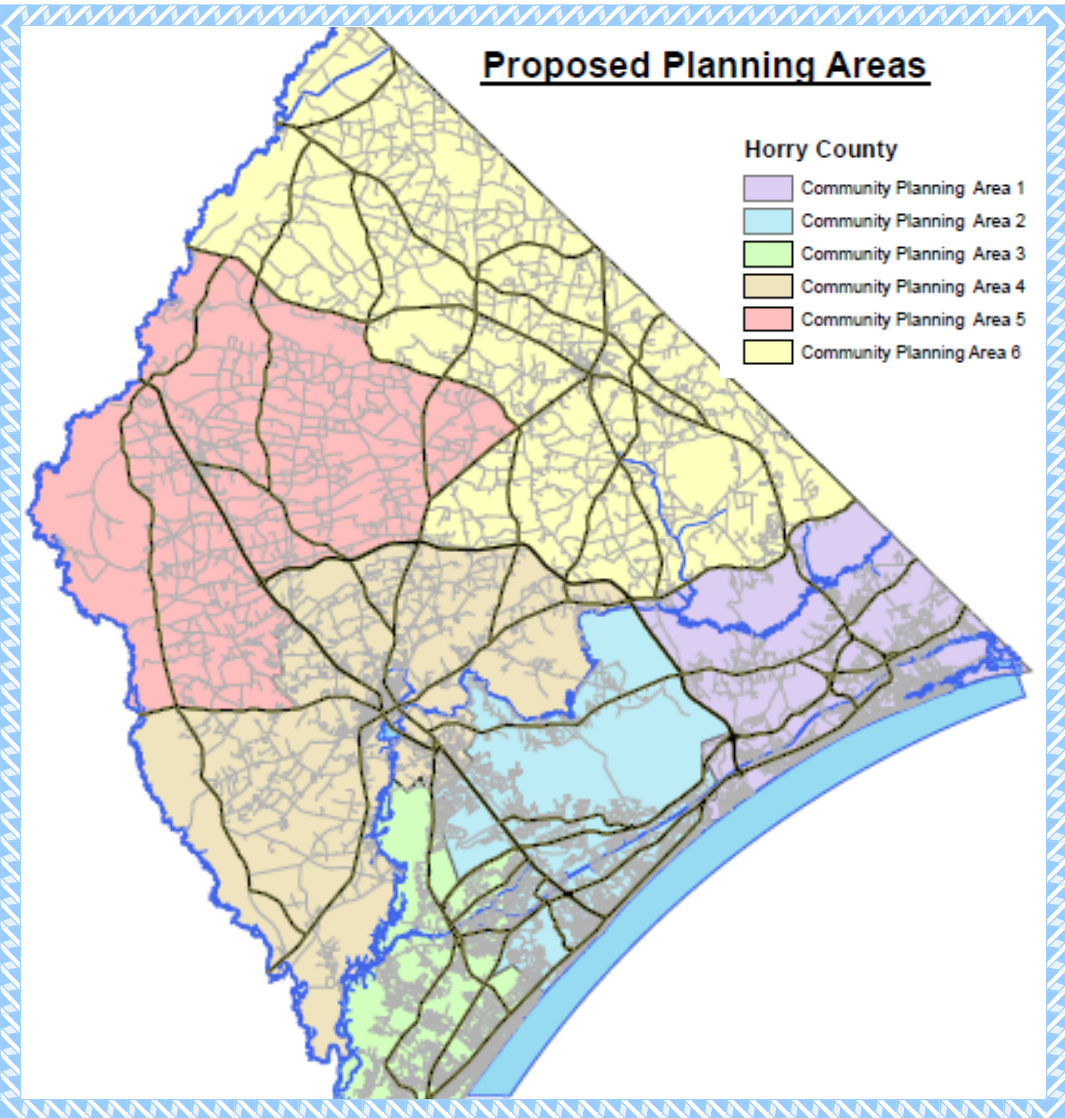 Proposed Planning Areas
Horry County
Community Planning Area 1
Community Planning Area 2
Community Planning Area 3
Community Planning Area 4
Community Planning Area 5
Community Planning Area 6